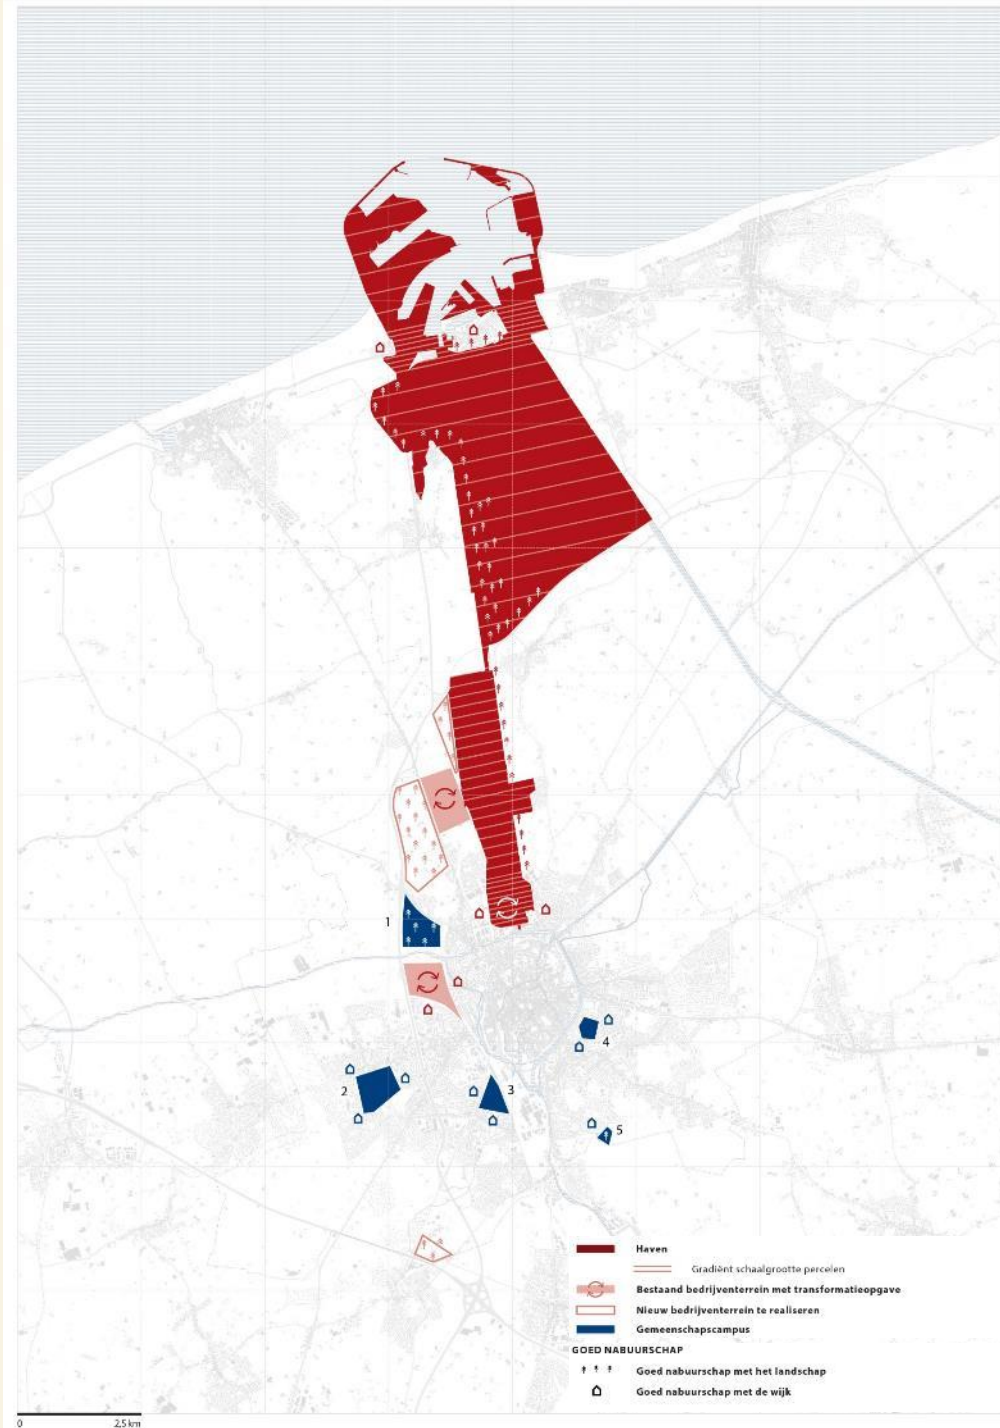 1
2
3
4
5
Haven
Gradiënt schaalgrootte percelen
Bestaand bedrijventerrein met transformatieopgave
Nieuw bedrijventerrein te realiseren
Gemeenschapscampus
GOED NABUURSCHAP
Goed nabuurschap met het landschap
Goed nabuurschap met de wijk
0 2,5 km